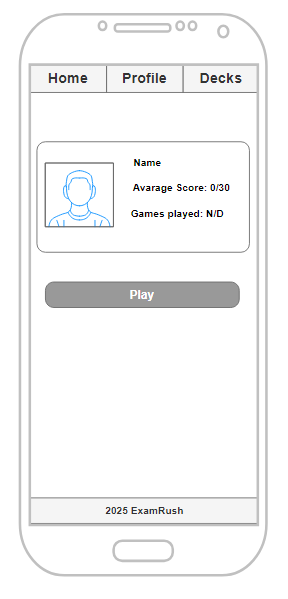 Home Profile Decks
Name
Avarage Score: 0/30
Games played: N/D
Play
2025 ExamRush